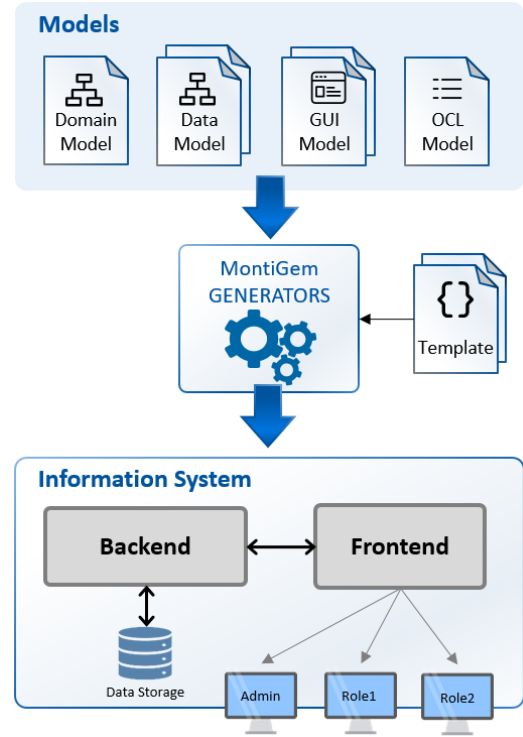 Models
Domain
Model
Data
Model
GUI
Model
OCL
Model
MontiGem
GENERATORS
{}
Template
Information System
Backend
Frontend
Data Storage
Admin
Role1
Role2